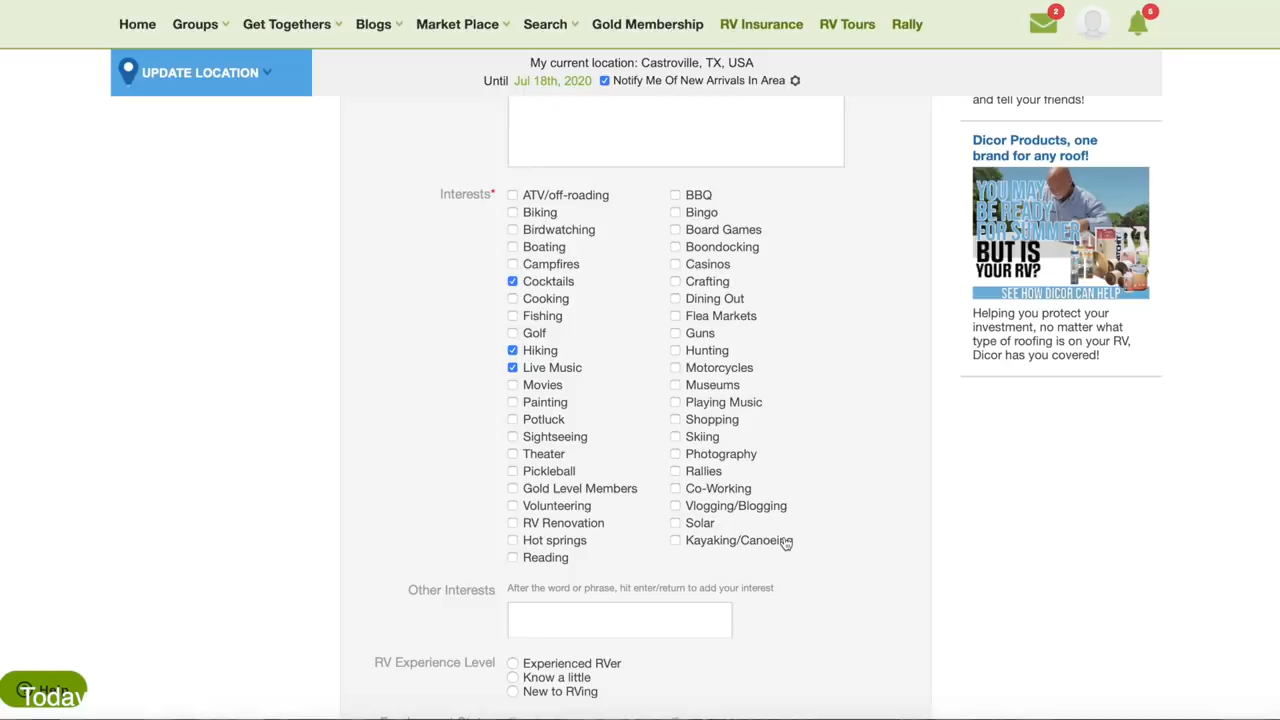 Home Groups Get Togethers Blogs Market Place Search Gold Membership RV Insurance RV Tours Rally 2 5
UPDATE LOCATION
My current location: Castroville, TX, USA
Until Jul 18th, 2020 Notify Me Of New Arrivals In Area
and tell your friends!
Dicor Products, one
brand for any roof!
YOU MAY
BE READY
FOR SUMMER
BUT IS
YOUR RV?
SEE HOW DICOR CAN HELP
Helping you protect your
investment, no matter what
type of roofing is on your RV,
Dicor has you covered!
Interests*
ATV/off-roading BBQ
Biking Bingo
Birdwatching Board Games
Boating Boondocking
Campfires Casinos
Cocktails Crafting
Cooking Dining Out
Fishing Flea Markets
Golf Guns
Hiking Hunting
Live Music Motorcycles
Movies Museums
Painting Playing Music
Potluck Shopping
Sightseeing Skiing
Theater Photography
Pickleball Rallies
Gold Level Members Co-Working
Volunteering Vlogging/Blogging
RV Renovation Solar
Hot springs Kayaking/Canoeing
Reading
Other Interests After the word or phrase, hit enter/return to add your interest
RV Experience Level Experienced RVer
Know a little
New to RVing
Help
Today